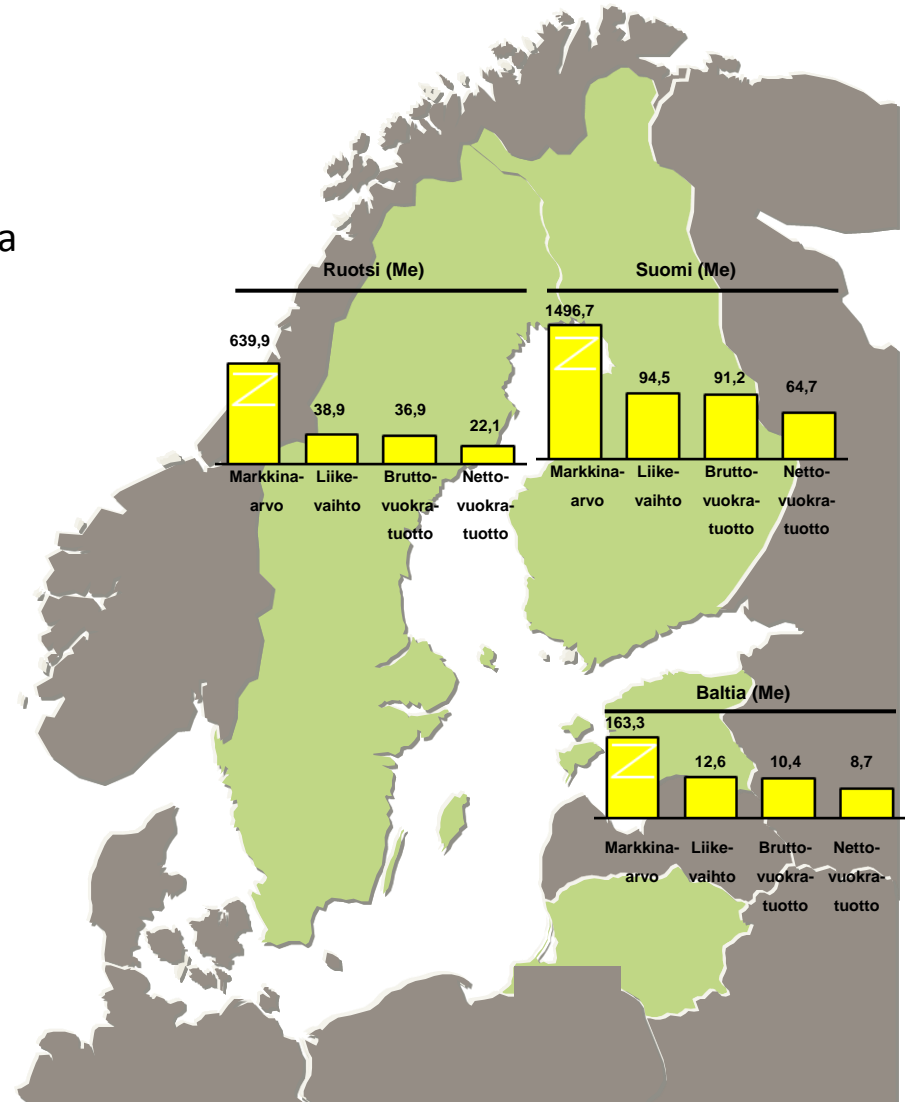 a
Ruotsi (Me)
639,9
38,9
36,9
22,1
Markkina-
arvo
Liike-
vaihto
Brutto-
vuokra-
tuotto
Netto-
vuokra-
tuotto
Suomi (Me)
1496,7
94,5
91,2
64,7
Markkina-
arvo
Liike-
vaihto
Brutto-
vuokra-
tuotto
Netto-
vuokra-
tuotto
Baltia (Me)
163,3
12,6
10,4
8,7
Markkina-
arvo
Liike-
vaihto
Brutto-
vuokra-
tuotto
Netto-
vuokra-
tuotto